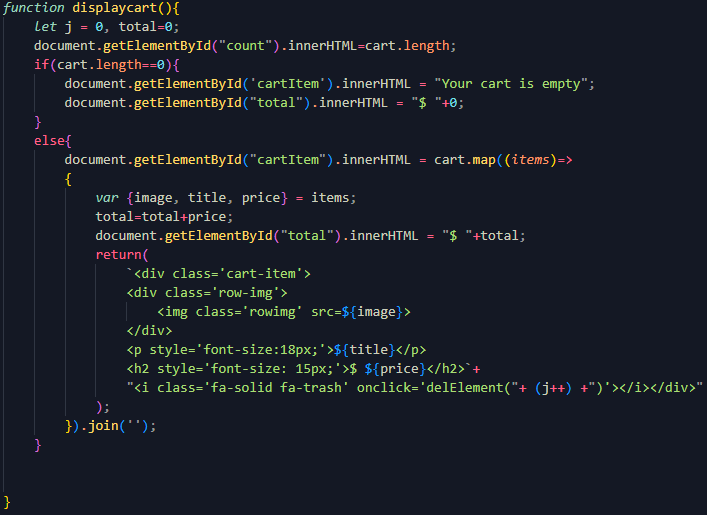 function displaycart(){
    let j = 0, total=0;
    document.getElementById("count").innerHTML=cart.length;
    if(cart.length==0){
        document.getElementById('cartItem').innerHTML = "Your cart is empty";
        document.getElementById("total").innerHTML = "$ "+0;
    }
    else{
        document.getElementById("cartItem").innerHTML = cart.map((items)=>
        {
            var {image, title, price} = items;
            total=total+price;
            document.getElementById("total").innerHTML = "$ "+total;
            return(
                `<div class='cart-item'>
                <div class='row-img'>
                    <img class='rowimg' src=${image}>
                </div>
                <p style='font-size:18px;'>${title}</p>
                <h2 style='font-size: 15px;'>$ ${price}</h2>`+
                "<i class='fa-solid fa-trash' onclick='delElement("+ (j++) +")'></i></div>"
            );
        }).join('');
    }
}